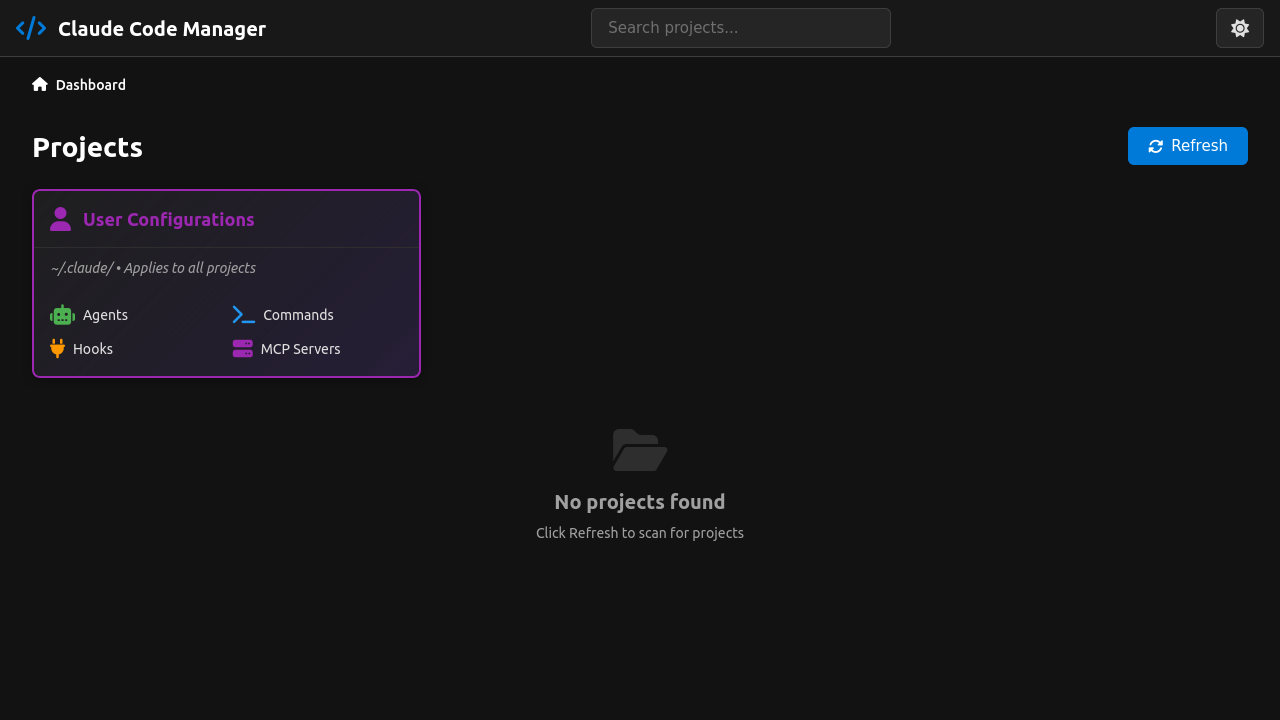 Claude Code Manager
Search projects...
Dashboard
Projects
Refresh
User Configurations
~/.claude/ • Applies to all projects
Agents
Commands
Hooks
MCP Servers
No projects found
Click Refresh to scan for projects